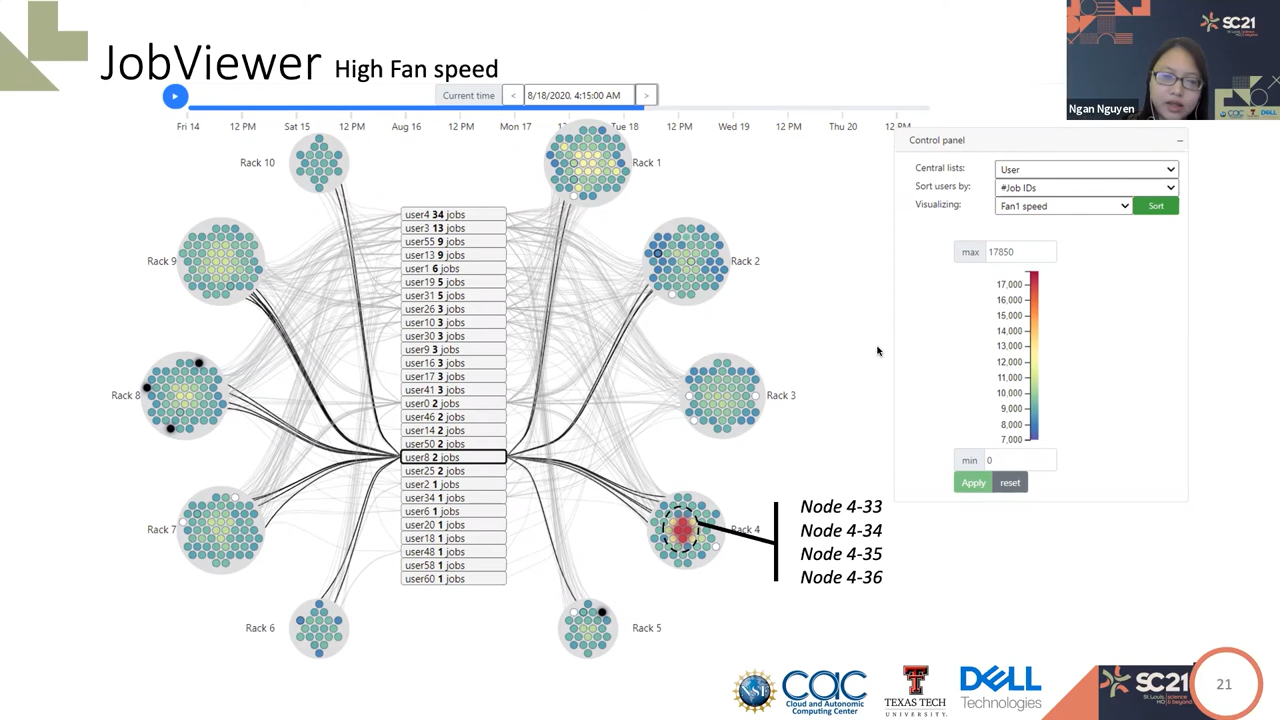 JobViewer High Fan speed
SC21
Ngan Nguyen
CAC
DELL
Current time < 8/18/2020, 4:15:00 AM >
Fri 14 12 PM Sat 15 12 PM Aug 16 12 PM Mon 17 Tue 18 12 PM Wed 19 12 PM Thu 20 12 PM
Control panel
Central lists: User
Sort users by: #Job IDs
Visualizing: Fan1 speed Sort
max 17850
17,000
16,000
15,000
14,000
13,000
12,000
11,000
10,000
9,000
8,000
7,000
min 0
Apply reset
Rack 10
Rack 1
Rack 9
Rack 2
Rack 8
Rack 3
Rack 7
Rack 4
Rack 6
Rack 5
user4 34 jobs
user3 13 jobs
user55 9 jobs
user13 9 jobs
user1 6 jobs
user19 5 jobs
user31 5 jobs
user26 3 jobs
user10 3 jobs
user30 3 jobs
user9 3 jobs
user16 3 jobs
user17 3 jobs
user41 3 jobs
user0 2 jobs
user46 2 jobs
user14 2 jobs
user50 2 jobs
user8 2 jobs
user25 2 jobs
user2 1 jobs
user34 1 jobs
user6 1 jobs
user20 1 jobs
user18 1 jobs
user48 1 jobs
user58 1 jobs
user60 1 jobs
Node 4-33
Node 4-34
Node 4-35
Node 4-36
NSF
CAC
Cloud and Autonomic
Computing Center
TEXAS TECH
UNIVERSITY.
DELL
Technologies
SC21
St. Louis, science
MO & beyond
21